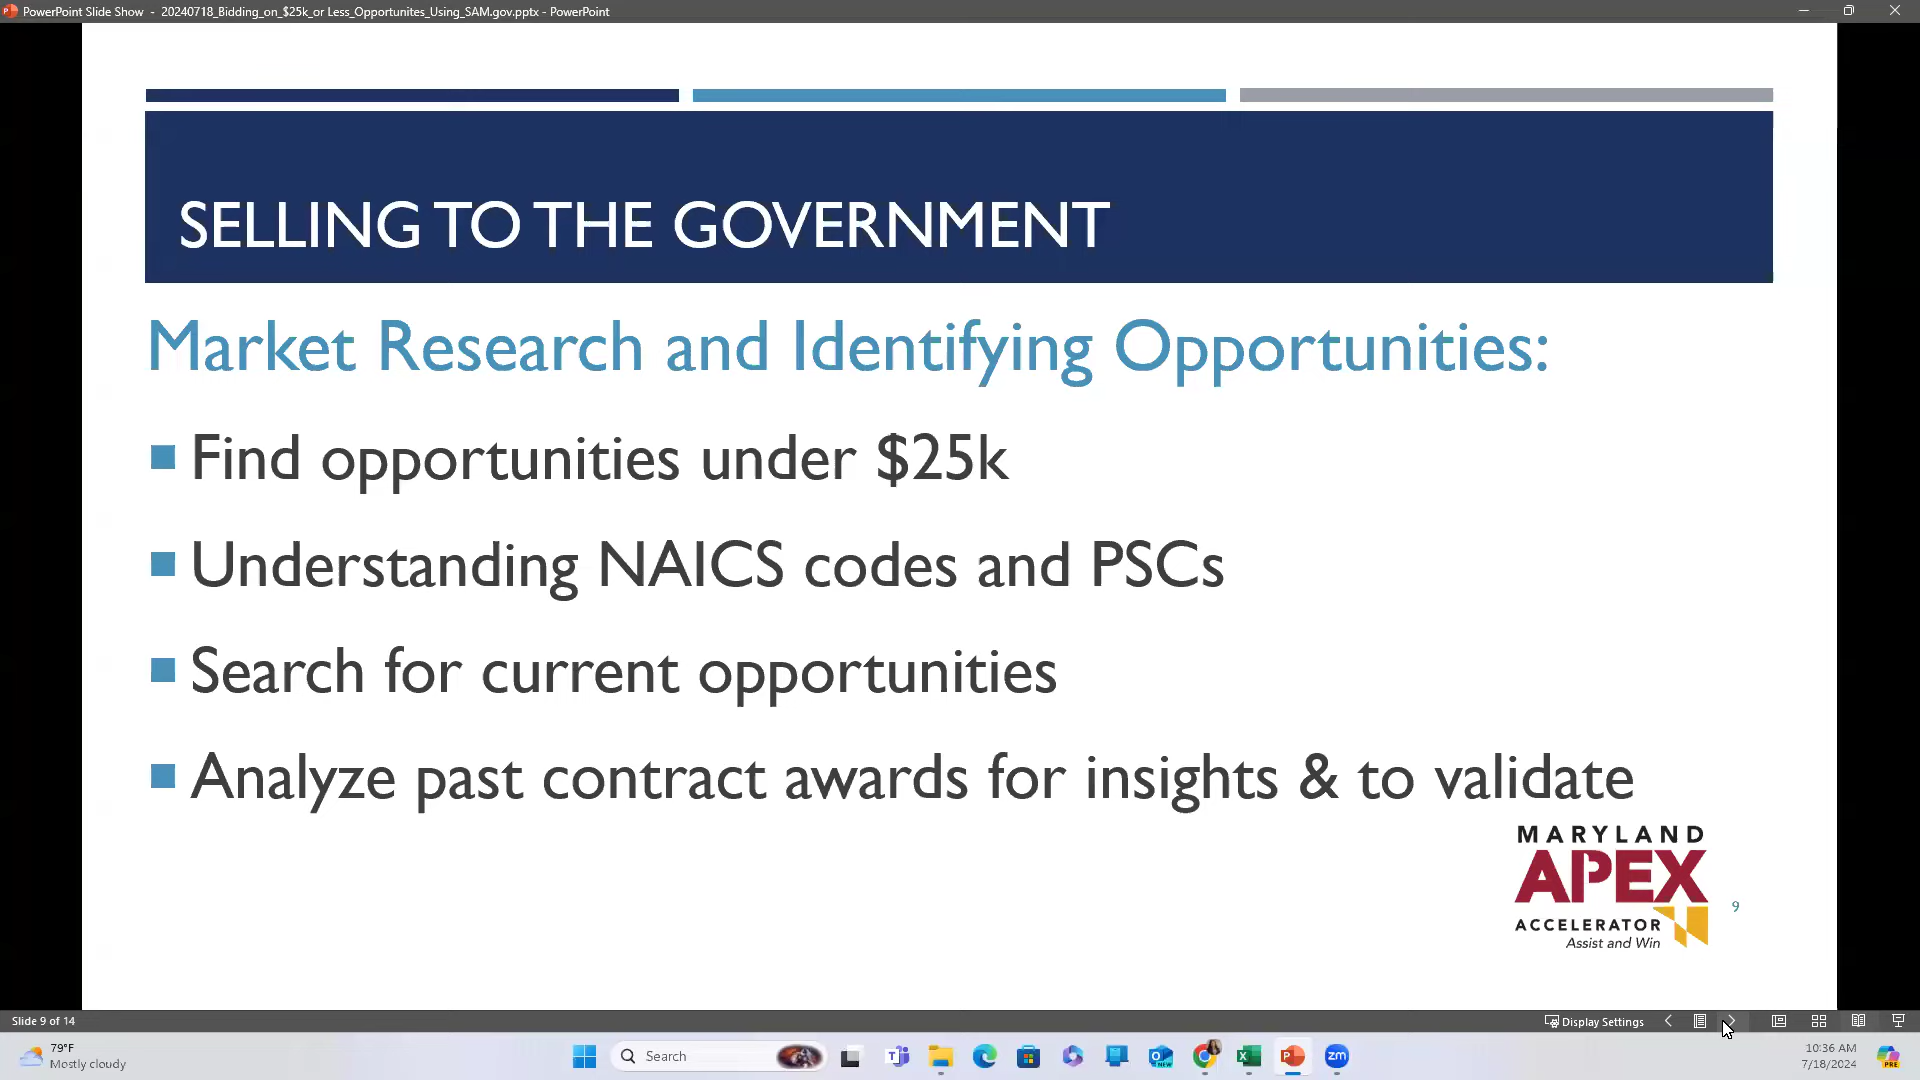 PowerPoint Slide Show - 20240718_Bidding_on_$25k_or Less_Opportunites_Using_SAM.gov.pptx - PowerPoint
SELLING TO THE GOVERNMENT
Market Research and Identifying Opportunities:
Find opportunities under $25k
Understanding NAICS codes and PSCs
Search for current opportunities
Analyze past contract awards for insights & to validate
MARYLAND
APEX
ACCELERATOR
Assist and Win
9
Slide 9 of 14
Display Settings
79°F
Mostly cloudy
Search
zm
10:36 AM
7/18/2024
PRE